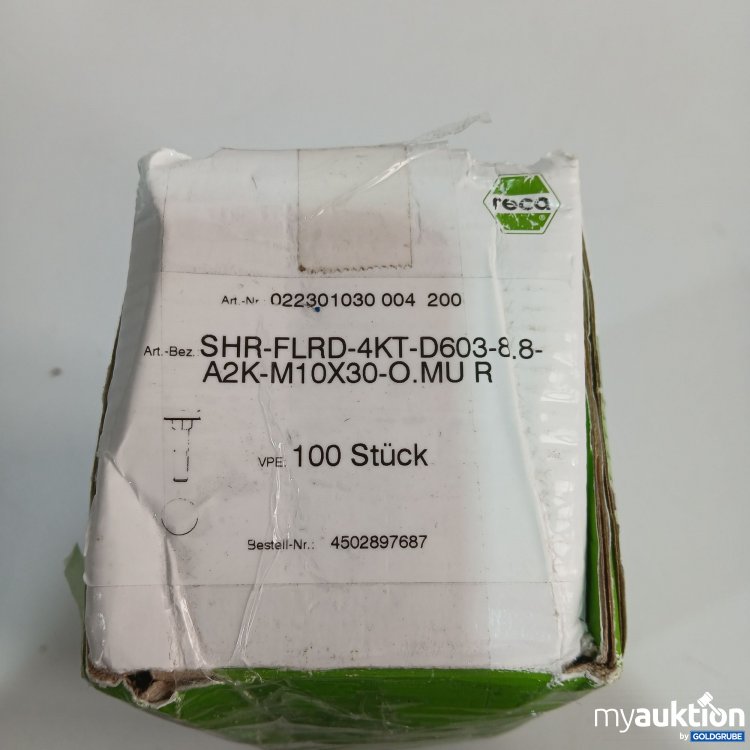 reca
Art.-Nr. 022301030 004 200
Art.-Bez. SHR-FLRD-4KT-D603-8.8-
A2K-M10X30-O.MU R
VPE: 100 Stück
Bestell-Nr.: 4502897687
myauktion
by GOLDGRUBE